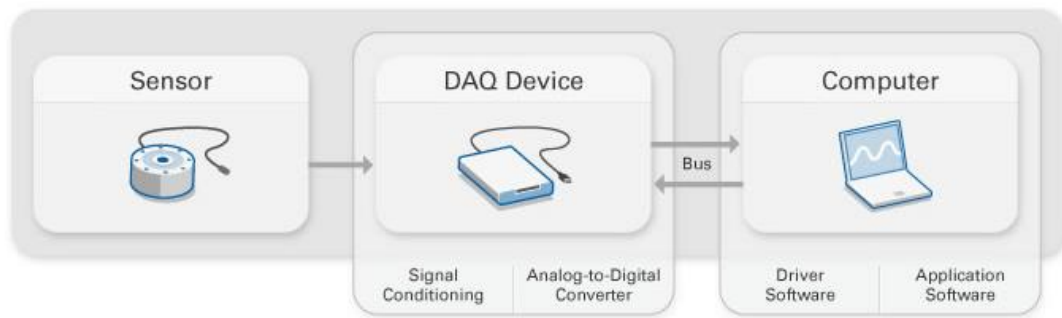 Sensor
DAQ Device
Computer
Bus
Signal
Conditioning
Analog-to-Digital
Converter
Driver
Software
Application
Software